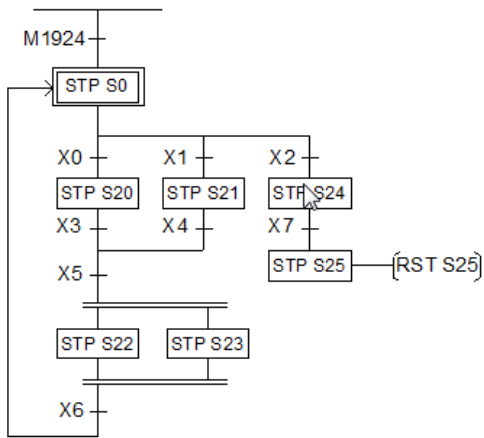 M1924
STP S0
X0 X1 X2
STP S20 STP S21 STP S24
X3 X4 X7
STP S25 RST S25
X5
STP S22 STP S23
X6